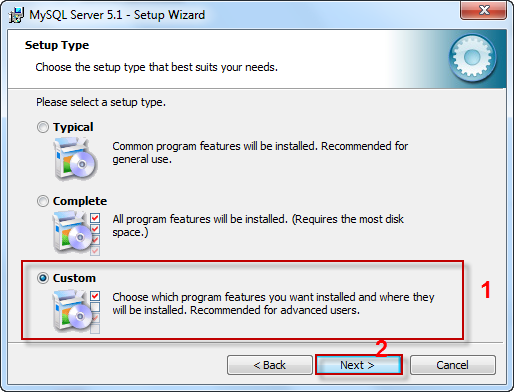 MySQL Server 5.1 - Setup Wizard
Setup Type
Choose the setup type that best suits your needs.
Please select a setup type.
Typical
Common program features will be installed. Recommended for
general use.
Complete
All program features will be installed. (Requires the most disk
space.)
Custom
Choose which program features you want installed and where they
will be installed. Recommended for advanced users.
1
2
< Back
Next >
Cancel